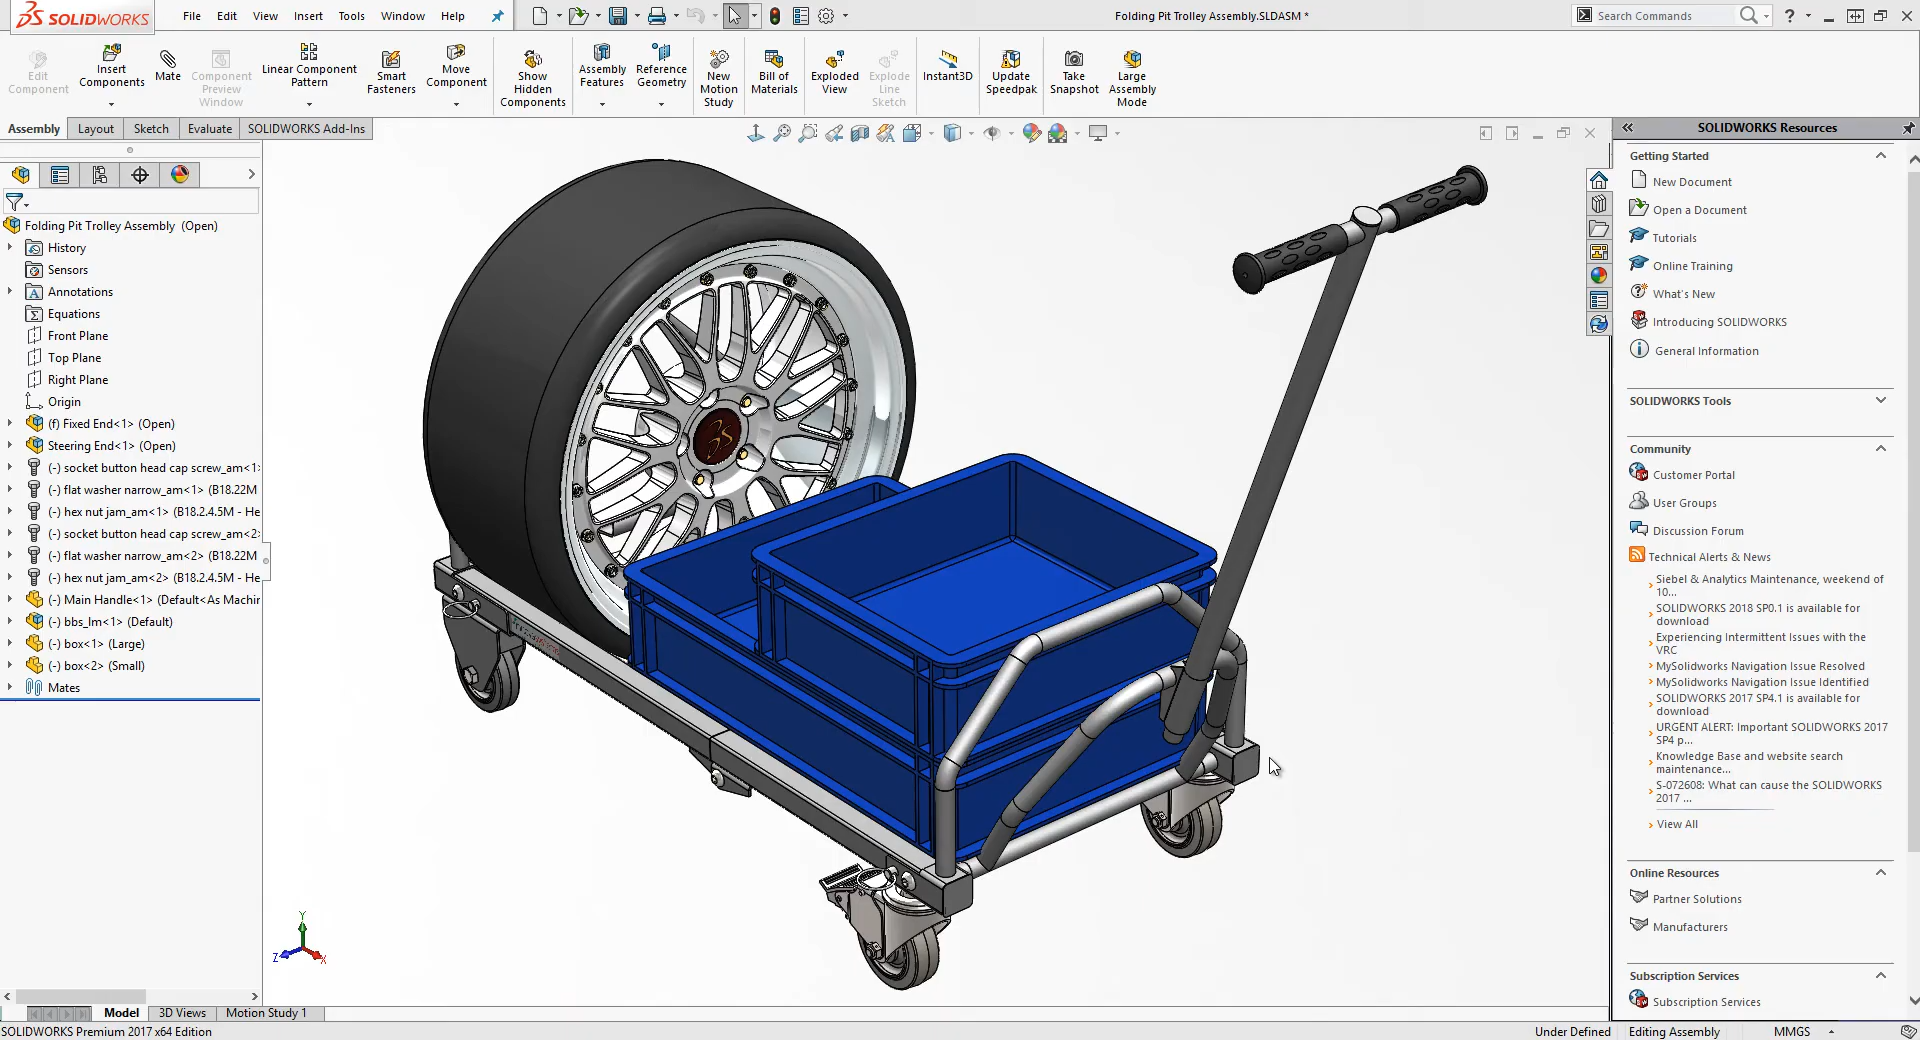 SOLIDWORKS
File Edit View Insert Tools Window Help
Folding Pit Trolley Assembly.SLDASM *
Search Commands
Edit Component
Insert Components
Mate
Component Preview Window
Linear Component Pattern
Smart Fasteners
Move Component
Show Hidden Components
Assembly Features
Reference Geometry
New Motion Study
Bill of Materials
Exploded View
Explode Line Sketch
Instant3D
Update Speedpak
Take Snapshot
Large Assembly Mode
Assembly Layout Sketch Evaluate SOLIDWORKS Add-Ins
Folding Pit Trolley Assembly (Open)
History
Sensors
Annotations
Equations
Front Plane
Top Plane
Right Plane
Origin
(f) Fixed End<1> (Open)
Steering End<1> (Open)
(-) socket button head cap screw_am<1>
(-) flat washer narrow_am<1> (B18.22M
(-) hex nut jam_am<1> (B18.2.4.5M - He
(-) socket button head cap screw_am<2>
(-) flat washer narrow_am<2> (B18.22M
(-) hex nut jam_am<2> (B18.2.4.5M - He
(-) Main Handle<1> (Default<As Machin
(-) bbs_lm<1> (Default)
(-) box<1> (Large)
(-) box<2> (Small)
Mates
Y
Z
X
SOLIDWORKS Resources
Getting Started
New Document
Open a Document
Tutorials
Online Training
What's New
Introducing SOLIDWORKS
General Information
SOLIDWORKS Tools
Community
Customer Portal
User Groups
Discussion Forum
Technical Alerts & News
Siebel & Analytics Maintenance, weekend of
10...
SOLIDWORKS 2018 SP0.1 is available for
download
Experiencing Intermittent Issues with the
VRC
MySolidworks Navigation Issue Resolved
MySolidworks Navigation Issue Identified
SOLIDWORKS 2017 SP4.1 is available for
download
URGENT ALERT: Important SOLIDWORKS 2017
SP4 p...
Knowledge Base and website search
maintenance...
S-072608: What can cause the SOLIDWORKS
2017 ...
View All
Online Resources
Partner Solutions
Manufacturers
Subscription Services
Subscription Services
Model 3D Views Motion Study 1
SOLIDWORKS Premium 2017 x64 Edition
Under Defined Editing Assembly MMGS